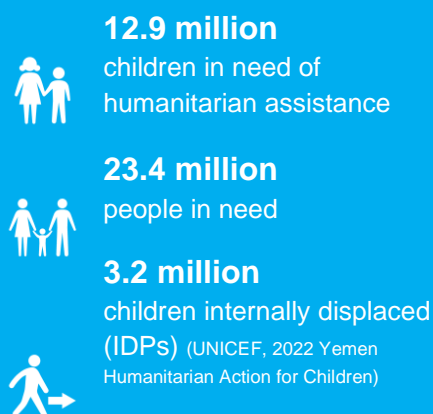 12.9 million
children in need of
humanitarian assistance
23.4 million
people in need
3.2 million
children internally displaced
(IDPs) (UNICEF, 2022 Yemen
Humanitarian Action for Children)